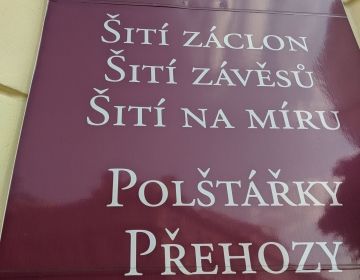 Šití záclon
Šití závěsů
Šití na míru
Polštářky
Přehozy